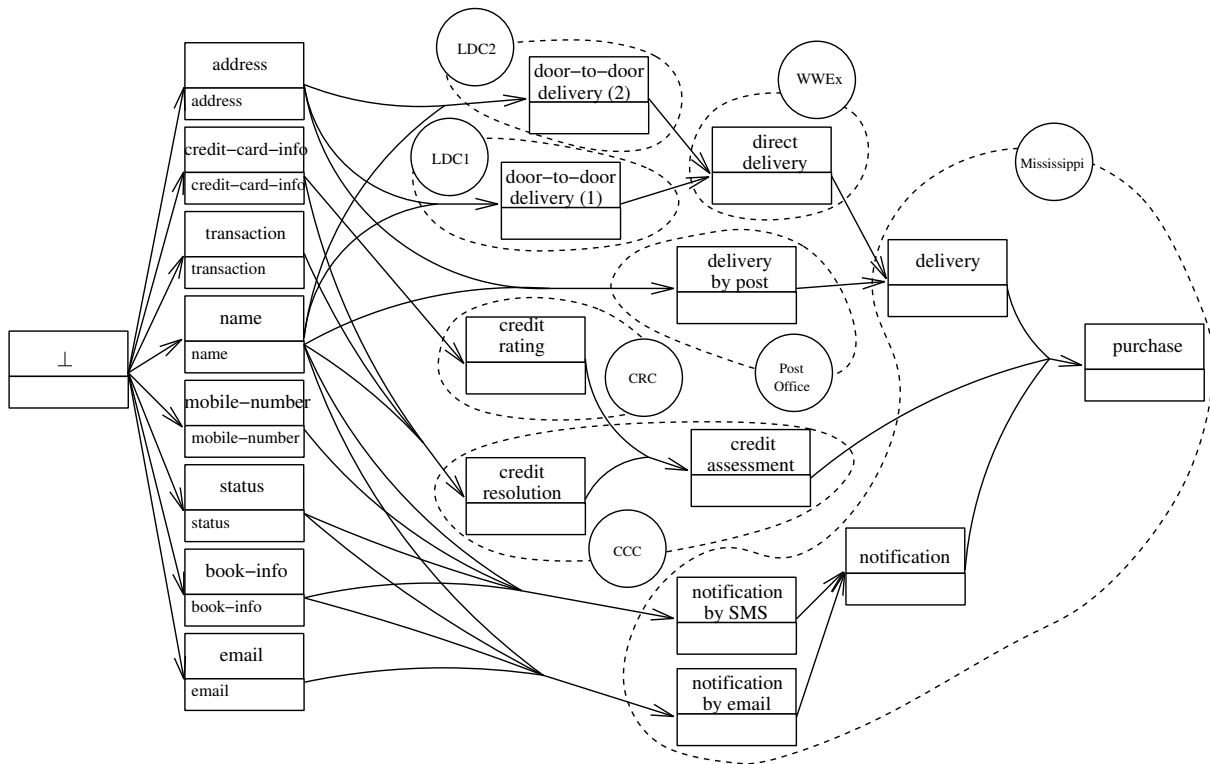 ⊥
address
address
credit−card−info
credit−card−info
transaction
transaction
name
name
mobile−number
mobile−number
status
status
book−info
book−info
email
email
LDC2
door−to−door
delivery (2)
LDC1
door−to−door
delivery (1)
WWEx
direct
delivery
delivery
by post
Post
Office
credit
rating
CRC
credit
resolution
credit
assessment
CCC
notification
by SMS
notification
by email
notification
delivery
Mississippi
purchase